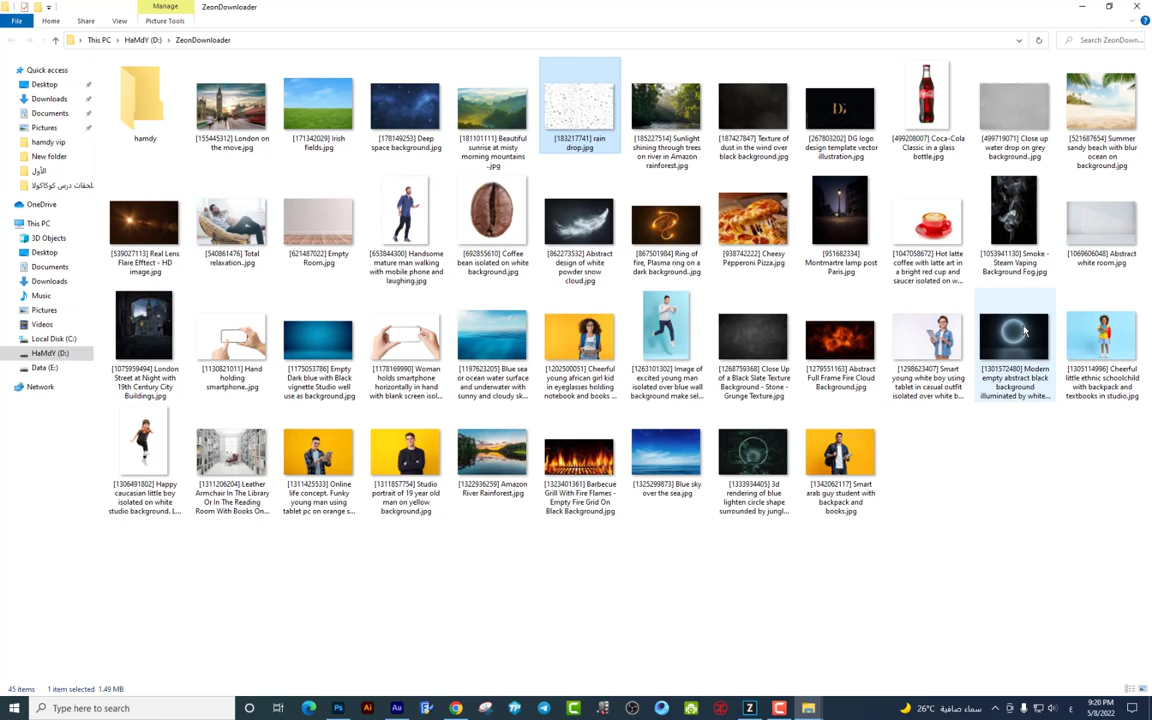 Manage
ZeonDownloader
File
Home
Share
View
Picture Tools
This PC
HaMdY (D:)
ZeonDownloader
Search ZeonDown...
Quick access
Desktop
Downloads
Documents
Pictures
hamdy vip
New folder
الأول
ملحقات درس كوكاكولا
OneDrive
This PC
3D Objects
Desktop
Documents
Downloads
Music
Pictures
Videos
Local Disk (C:)
HaMdY (D:)
Data (E:)
Network
hamdy
[155445312] London on
the move.jpg
[171342029] Irish
fields.jpg
[178149253] Deep
space background.jpg
[181101111] Beautiful
sunrise at misty
morning mountains
..jpg
[183217741] rain
drop.jpg
[185227514] Sunlight
shining through trees
on river in Amazon
rainforest.jpg
[187427847] Texture of
dust in the wind over
black background.jpg
DG
[267803202] DG logo
design template vector
illustration.jpg
[499208007] Coca-Cola
Classic in a glass
bottle.jpg
[499719071] Close up
water drop on grey
background..jpg
[521687654] Summer
sandy beach with blur
ocean on
background.jpg
[539027113] Real Lens
Flare Efftect - HD
image.jpg
[540861476] Total
relaxation..jpg
[621487022] Empty
Room.jpg
[653844300] Handsome
mature man walking
with mobile phone and
laughing.jpg
[692855610] Coffee
bean isolated on white
background.jpg
[862273532] Abstract
design of white
powder snow
cloud.jpg
[867501984] Ring of
fire, Plasma ring on a
dark background..jpg
[938742222] Cheesy
Pepperoni Pizza.jpg
[951682334]
Montmartre lamp post
Paris.jpg
[1047058672] Hot latte
coffee with latte art in
a bright red cup and
saucer isolated on w...
[1053941130] Smoke -
Steam Vaping
Background Fog.jpg
[1069606048] Abstract
white room.jpg
[1075959494] London
Street at Night with
19th Century City
Buildings.jpg
[1130821011] Hand
holding
smartphone..jpg
[1175053786] Empty
Dark blue with Black
vignette Studio well
use as background.jpg
[1178169990] Woman
holds smartphone
horizontally in hand
with blank screen isol...
[1197623205] Blue sea
or ocean water surface
and underwater with
sunny and cloudy sk...
[1202500051] Cheerful
young african girl kid
in eyeglasses holding
notebook and books ...
[1263101302] Image of
excited young man
isolated over blue wall
background make sel...
[1268759368] Close Up
of a Black Slate Texture
Background - Stone -
Grunge Texture.jpg
[1279551163] Abstract
Full Frame Fire Cloud
Background.jpg
[1298623407] Smart
young white boy using
tablet in casual outfit
isolated over white b...
[1301572480] Modern
empty abstract black
background
illuminated by white...
[1305114996] Cheerful
little ethnic schoolchild
with backpack and
textbooks in studio.jpg
[1306491802] Happy
caucasian little boy
isolated on white
studio background. L...
[1311206204] Leather
Armchair In The Library
Or In The Reading
Room With Books On...
[1311425533] Online
life concept. Funky
young man using
tablet pc on orange s...
[1311857754] Studio
portrait of 19 year old
man on yellow
background.jpg
[1322936259] Amazon
River Rainforest.jpg
[1323401361] Barbecue
Grill With Fire Flames -
Empty Fire Grid On
Black Background.jpg
[1325299873] Blue sky
over the sea.jpg
[1333934405] 3d
rendering of blue
lighten circle shape
surrounded by jungl...
[1342062117] Smart
arab guy student with
backpack and
books.jpg
45 items
1 item selected 1.49 MB
Type here to search
26°C
سماء صافية
ع
9:20 PM
5/8/2022